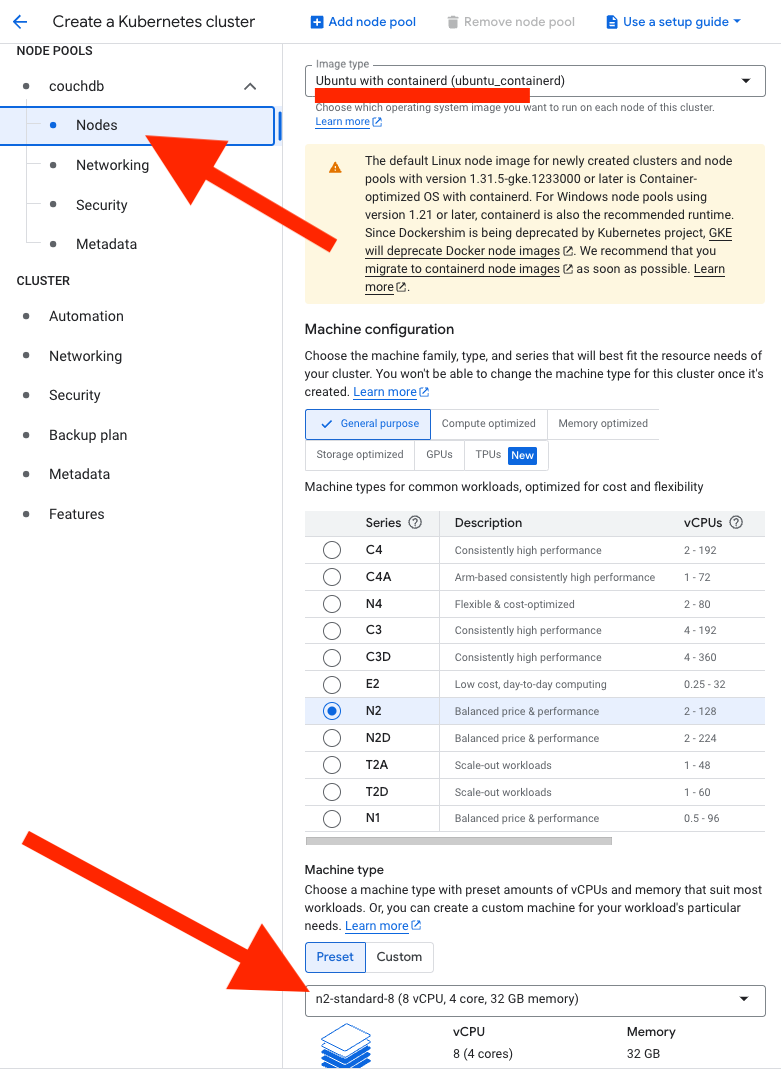 Create a Kubernetes cluster
Add node pool
Remove node pool
Use a setup guide
NODE POOLS
couchdb
Nodes
Networking
Security
Metadata
CLUSTER
Automation
Networking
Security
Backup plan
Metadata
Features
Image type
Ubuntu with containerd (ubuntu_containerd)
Choose which operating system image you want to run on each node of this cluster.
Learn more
The default Linux node image for newly created clusters and node
pools with version 1.31.5-gke.1233000 or later is Container-
optimized OS with containerd. For Windows node pools using
version 1.21 or later, containerd is also the recommended runtime.
Since Dockershim is being deprecated by Kubernetes project, GKE
will deprecate Docker node images. We recommend that you
migrate to containerd node images as soon as possible. Learn
more.
Machine configuration
Choose the machine family, type, and series that will best fit the resource needs of
your cluster. You won't be able to change the machine type for this cluster once it's
created. Learn more
General purpose Compute optimized Memory optimized
Storage optimized GPUs TPUs New
Machine types for common workloads, optimized for cost and flexibility
Series Description vCPUs
C4 Consistently high performance 2 - 192
C4A Arm-based consistently high performance 1 - 72
N4 Flexible & cost-optimized 2 - 80
C3 Consistently high performance 4 - 192
C3D Consistently high performance 4 - 360
E2 Low cost, day-to-day computing 0.25 - 32
N2 Balanced price & performance 2 - 128
N2D Balanced price & performance 2 - 224
T2A Scale-out workloads 1 - 48
T2D Scale-out workloads 1 - 60
N1 Balanced price & performance 0.5 - 96
Machine type
Choose a machine type with preset amounts of vCPUs and memory that suit most
workloads. Or, you can create a custom machine for your workload's particular
needs. Learn more
Preset Custom
n2-standard-8 (8 vCPU, 4 core, 32 GB memory)
vCPU Memory
8 (4 cores) 32 GB